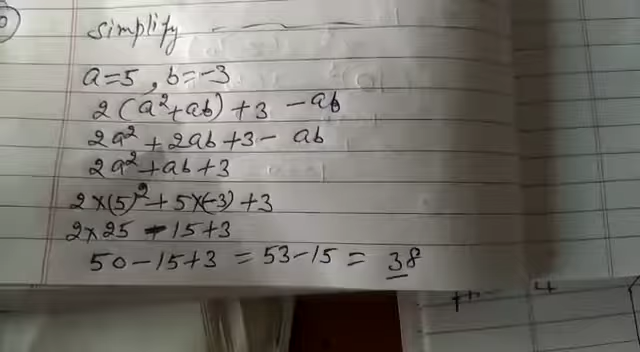 Simplify
a=5, b=-3
2(a²+ab)+3 -ab
2a²+2ab+3- ab
2a²+ab+3
2×(5)²+5×(-3)+3
2×25 -15+3
50-15+3 = 53-15 = 38